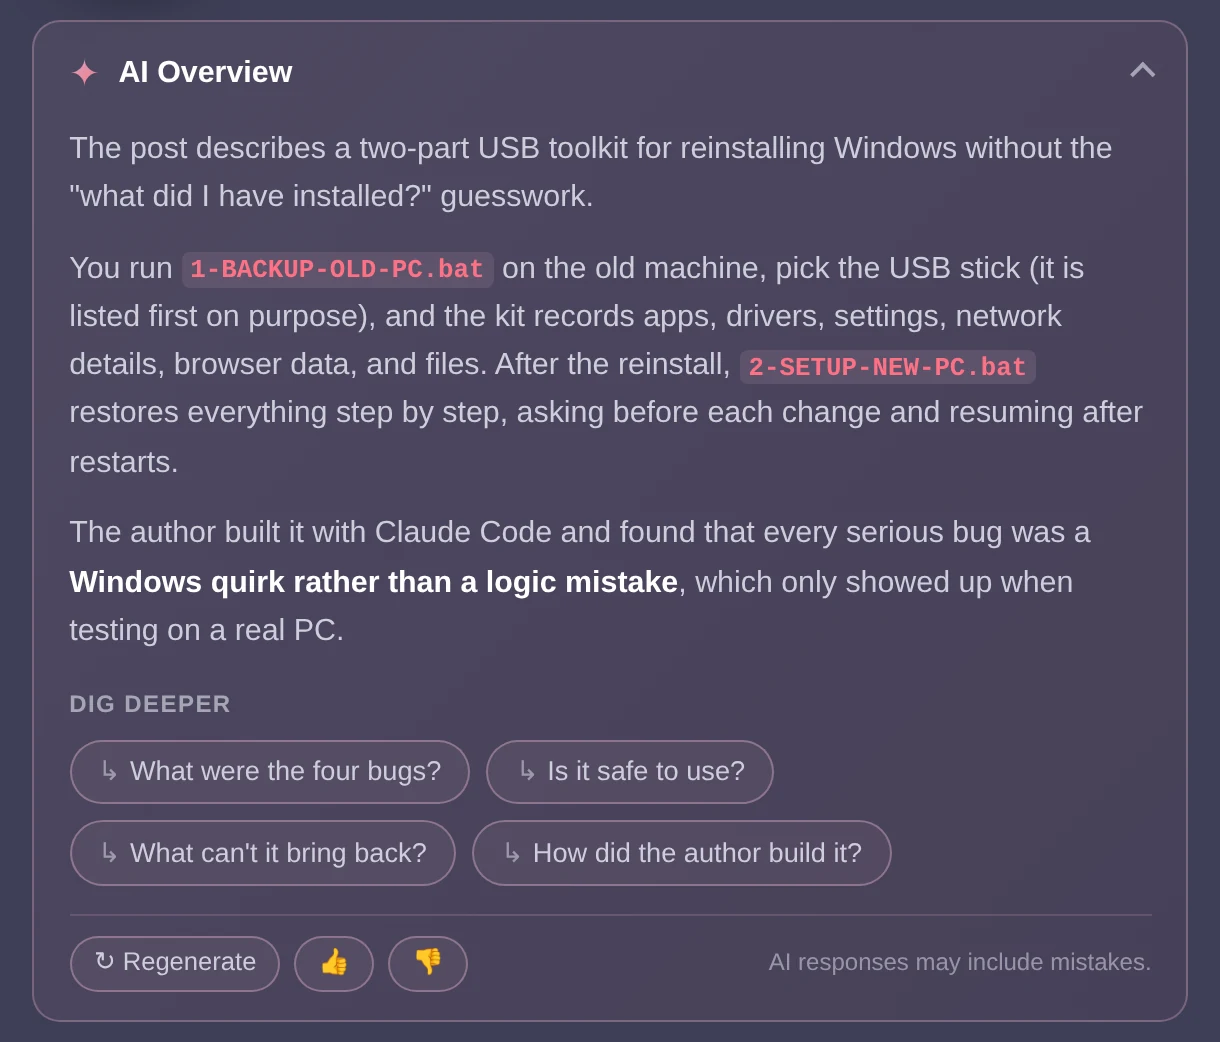 AI Overview
The post describes a two-part USB toolkit for reinstalling Windows without the
"what did I have installed?" guesswork.
You run 1-BACKUP-OLD-PC.bat on the old machine, pick the USB stick (it is
listed first on purpose), and the kit records apps, drivers, settings, network
details, browser data, and files. After the reinstall, 2-SETUP-NEW-PC.bat
restores everything step by step, asking before each change and resuming after
restarts.
The author built it with Claude Code and found that every serious bug was a
Windows quirk rather than a logic mistake, which only showed up when
testing on a real PC.
DIG DEEPER
↳ What were the four bugs?
↳ Is it safe to use?
↳ What can't it bring back?
↳ How did the author build it?
↻ Regenerate
👍
👎
AI responses may include mistakes.